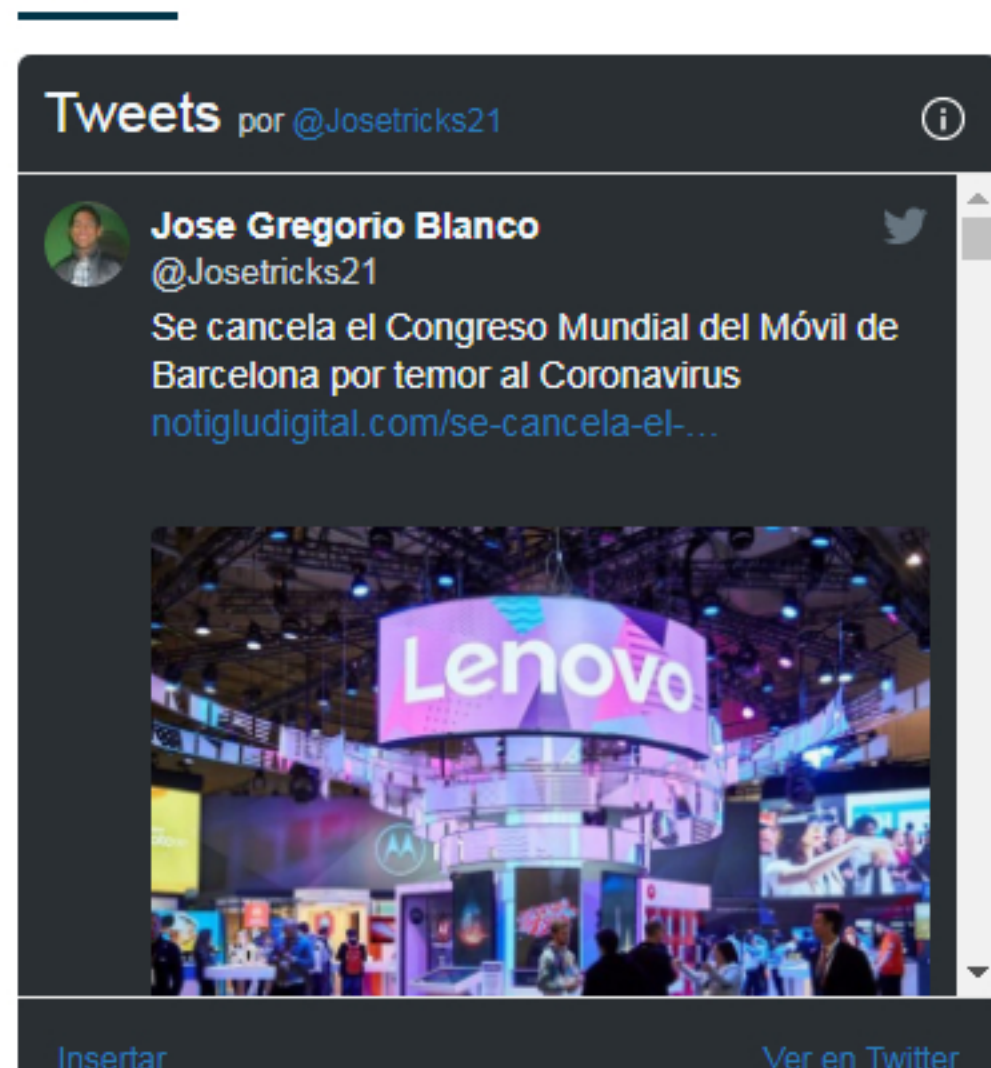 Tweets por @Josetricks21
Jose Gregorio Blanco
@Josetricks21
Se cancela el Congreso Mundial del Móvil de
Barcelona por temor al Coronavirus
notigludigital.com/se-cancela-el-…
Lenovo
Insertar
Ver en Twitter